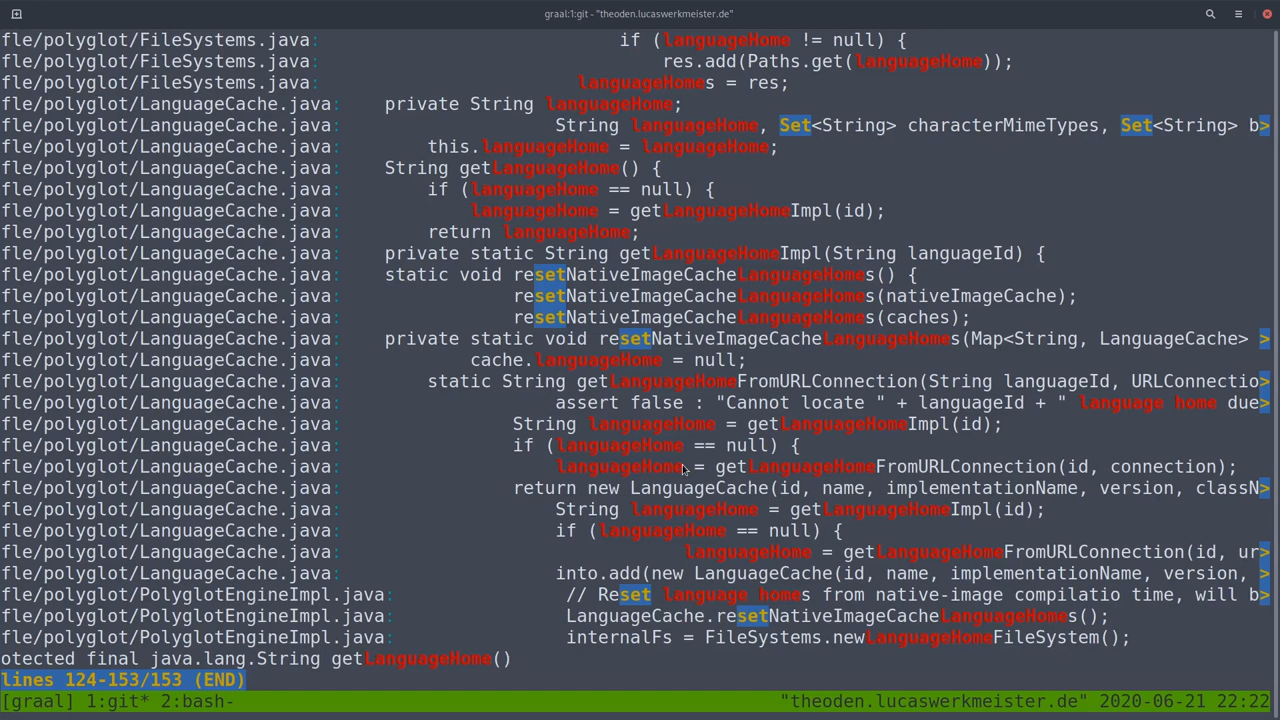 graal:1:git - "theoden.lucaswerkmeister.de"
fle/polyglot/FileSystems.java:                            if (languageHome != null) {
fle/polyglot/FileSystems.java:                                res.add(Paths.get(languageHome));
fle/polyglot/FileSystems.java:                        languageHomes = res;
fle/polyglot/LanguageCache.java:    private String languageHome;
fle/polyglot/LanguageCache.java:                    String languageHome, Set<String> characterMimeTypes, Set<String> b>
fle/polyglot/LanguageCache.java:        this.languageHome = languageHome;
fle/polyglot/LanguageCache.java:    String getLanguageHome() {
fle/polyglot/LanguageCache.java:        if (languageHome == null) {
fle/polyglot/LanguageCache.java:            languageHome = getLanguageHomeImpl(id);
fle/polyglot/LanguageCache.java:        return languageHome;
fle/polyglot/LanguageCache.java:    private static String getLanguageHomeImpl(String languageId) {
fle/polyglot/LanguageCache.java:    static void resetNativeImageCacheLanguageHomes() {
fle/polyglot/LanguageCache.java:                resetNativeImageCacheLanguageHomes(nativeImageCache);
fle/polyglot/LanguageCache.java:                resetNativeImageCacheLanguageHomes(caches);
fle/polyglot/LanguageCache.java:    private static void resetNativeImageCacheLanguageHomes(Map<String, LanguageCache> >
fle/polyglot/LanguageCache.java:            cache.languageHome = null;
fle/polyglot/LanguageCache.java:        static String getLanguageHomeFromURLConnection(String languageId, URLConnectio>
fle/polyglot/LanguageCache.java:                    assert false : "Cannot locate " + languageId + " language home due>
fle/polyglot/LanguageCache.java:                String languageHome = getLanguageHomeImpl(id);
fle/polyglot/LanguageCache.java:                if (languageHome == null) {
fle/polyglot/LanguageCache.java:                    languageHome = getLanguageHomeFromURLConnection(id, connection);
fle/polyglot/LanguageCache.java:                return new LanguageCache(id, name, implementationName, version, classN>
fle/polyglot/LanguageCache.java:                    String languageHome = getLanguageHomeImpl(id);
fle/polyglot/LanguageCache.java:                    if (languageHome == null) {
fle/polyglot/LanguageCache.java:                                languageHome = getLanguageHomeFromURLConnection(id, ur>
fle/polyglot/LanguageCache.java:                    into.add(new LanguageCache(id, name, implementationName, version, >
fle/polyglot/PolyglotEngineImpl.java:                // Reset language homes from native-image compilatio time, will b>
fle/polyglot/PolyglotEngineImpl.java:                LanguageCache.resetNativeImageCacheLanguageHomes();
fle/polyglot/PolyglotEngineImpl.java:                internalFs = FileSystems.newLanguageHomeFileSystem();
otected final java.lang.String getLanguageHome()
lines 124-153/153 (END)
[graal] 1:git* 2:bash- "theoden.lucaswerkmeister.de" 2020-06-21 22:22